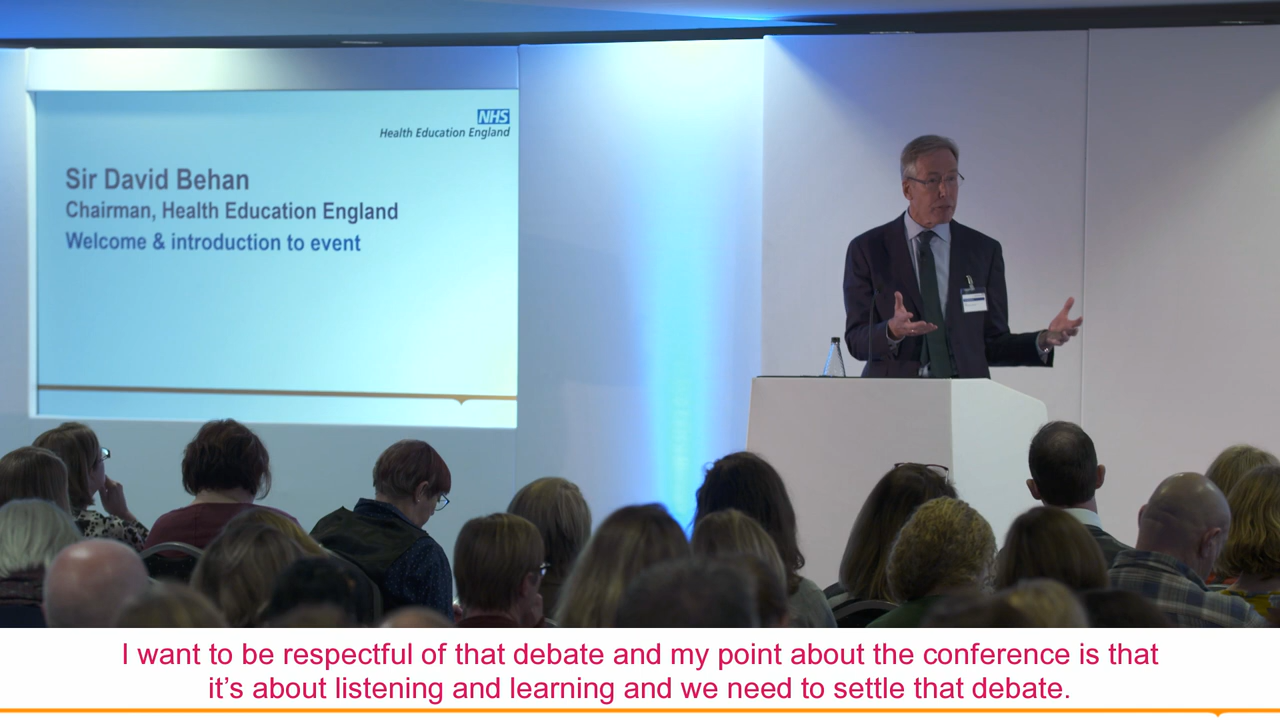 NHS
Health Education England
Sir David Behan
Chairman, Health Education England
Welcome & introduction to event
I want to be respectful of that debate and my point about the conference is that
it’s about listening and learning and we need to settle that debate.